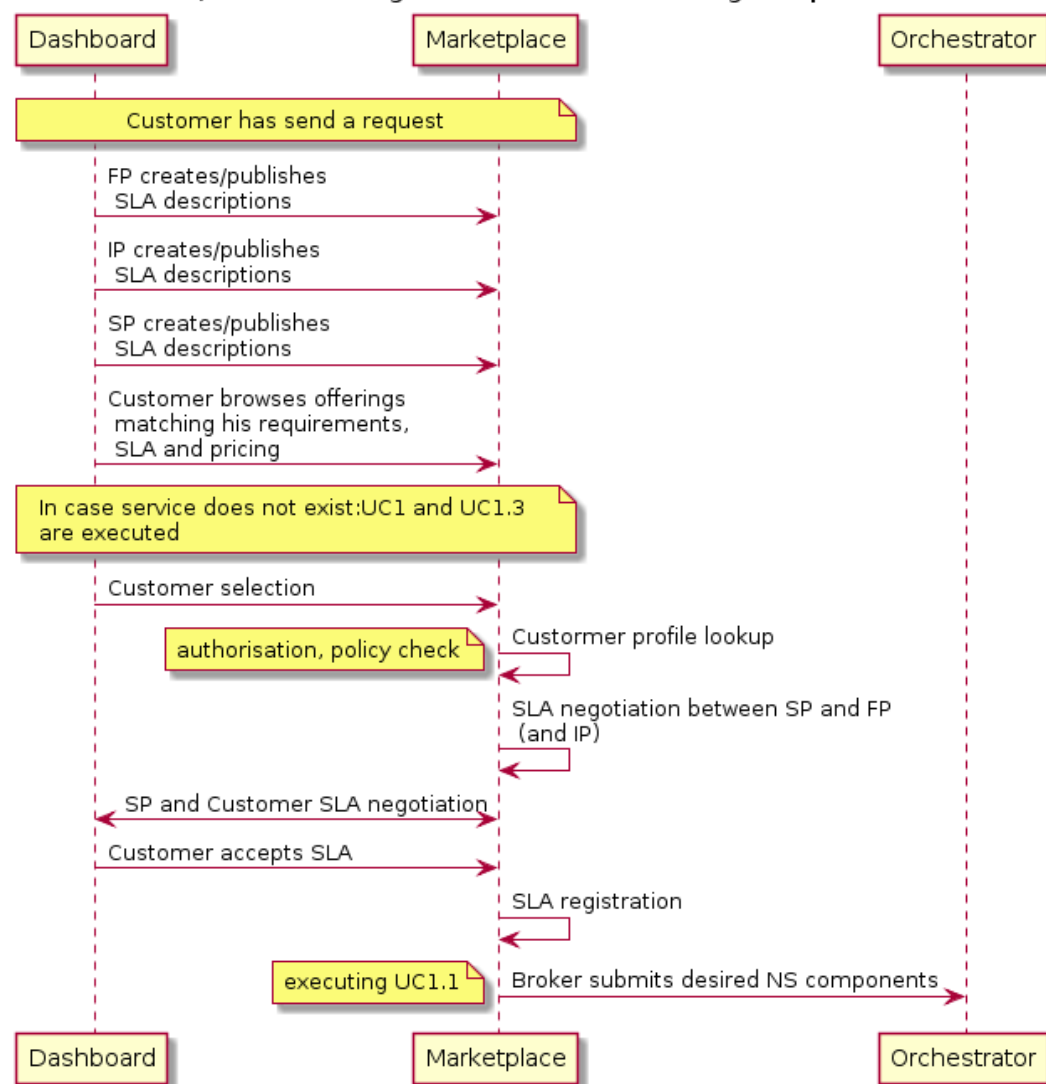 Dashboard
Marketplace
Orchestrator
Customer has send a request
FP creates/publishes
SLA descriptions
IP creates/publishes
SLA descriptions
SP creates/publishes
SLA descriptions
Customer browses offerings
matching his requirements,
SLA and pricing
In case service does not exist:UC1 and UC1.3
are executed
Customer selection
authorisation, policy check
Custormer profile lookup
SLA negotiation between SP and FP
(and IP)
SP and Customer SLA negotiation
Customer accepts SLA
SLA registration
executing UC1.1
Broker submits desired NS components
Dashboard
Marketplace
Orchestrator